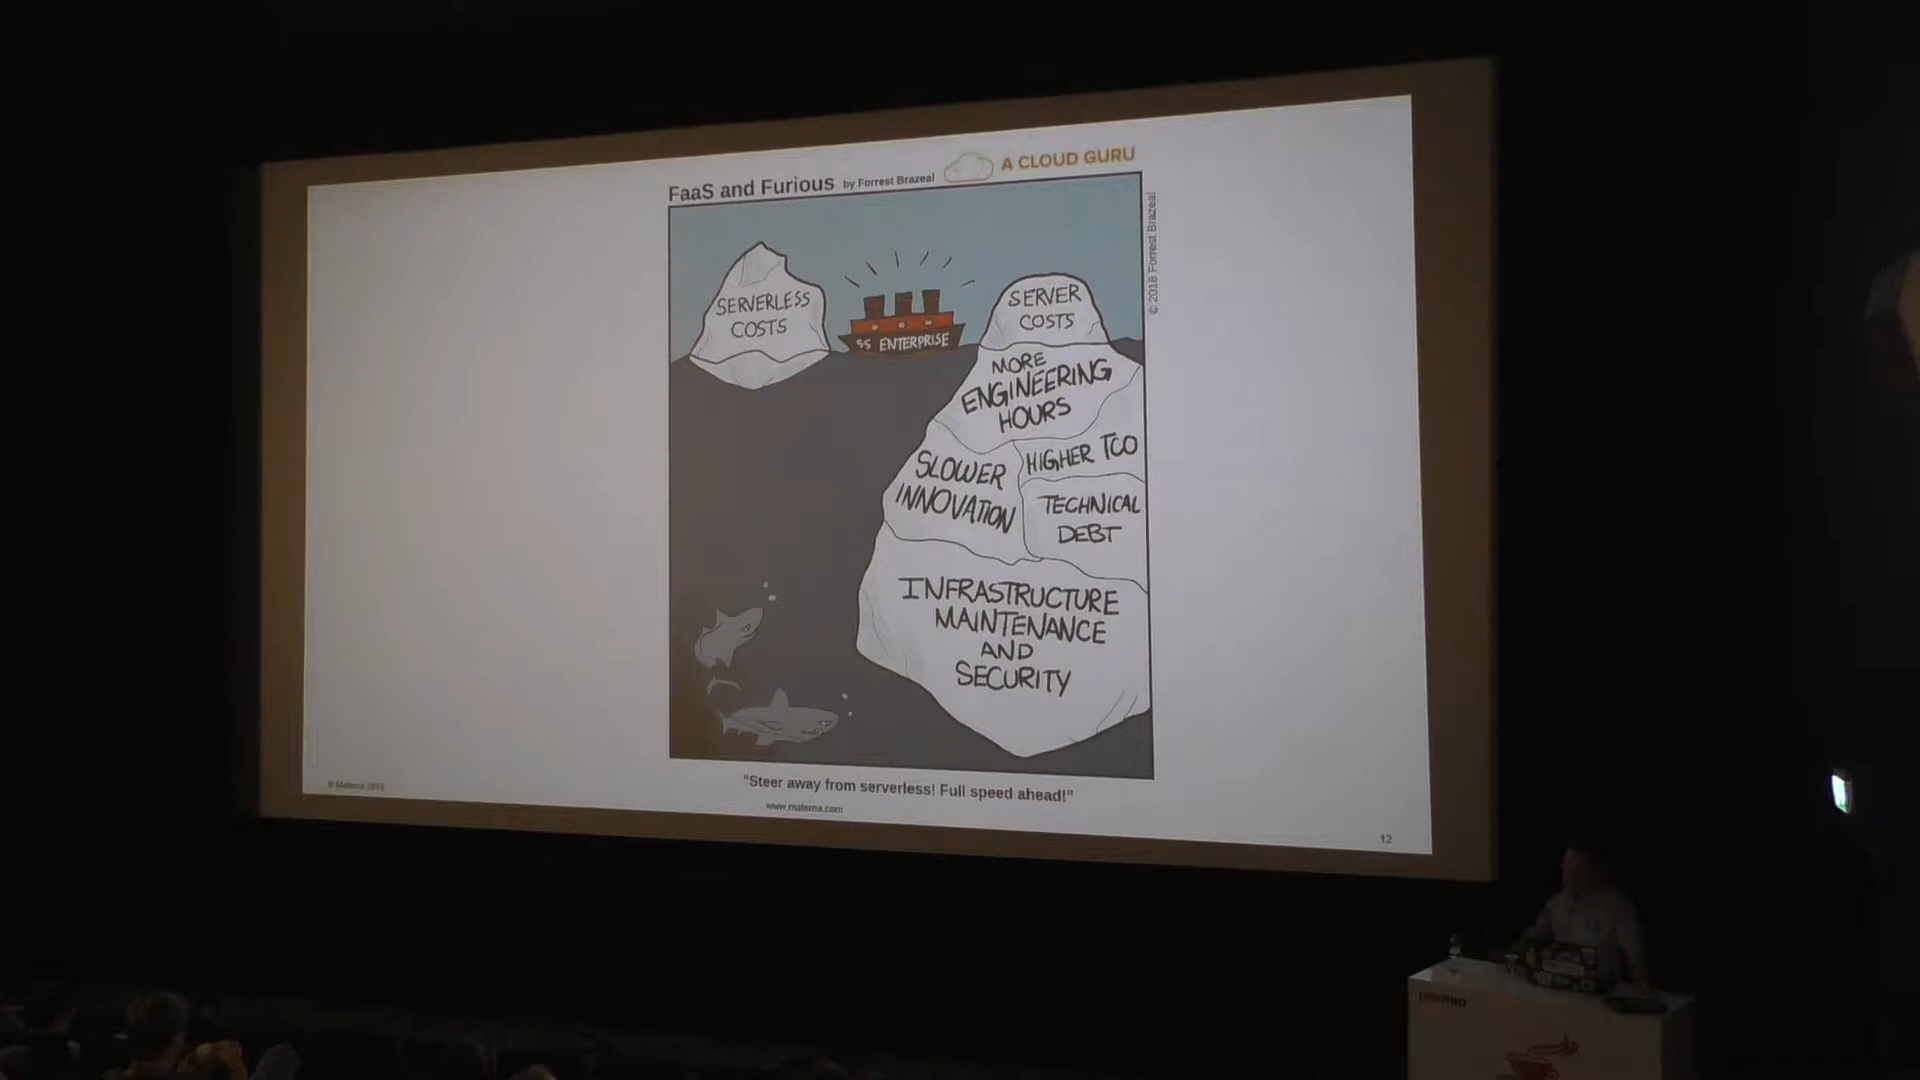 A CLOUD GURU
FaaS and Furious by Forrest Brazeal
© 2018 Forrest Brazeal
SERVERLESS
COSTS
SS ENTERPRISE
SERVER
COSTS
MORE
ENGINEERING
HOURS
SLOWER
INNOVATION
HIGHER TCO
TECHNICAL
DEBT
INFRASTRUCTURE
MAINTENANCE
AND
SECURITY
"Steer away from serverless! Full speed ahead!"
© Materna 2019
www.materna.com
12